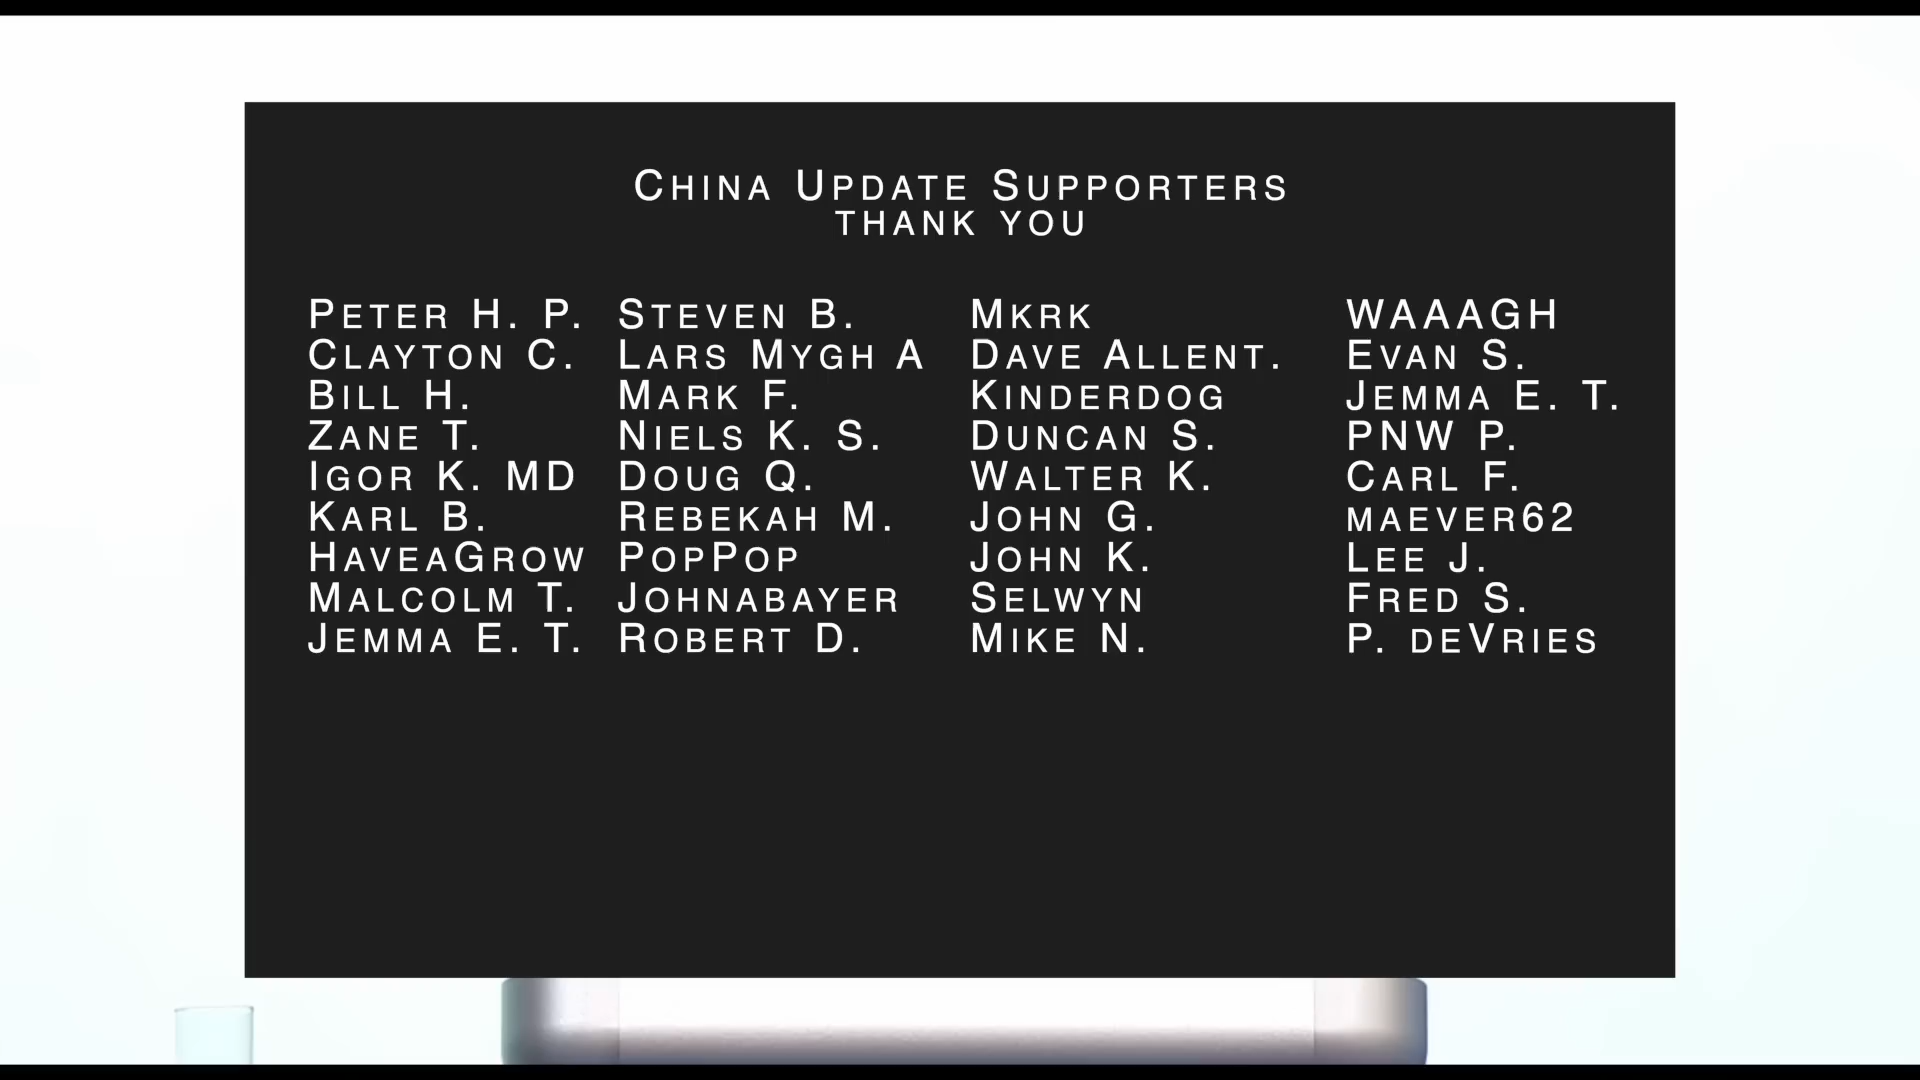 China Update Supporters
THANK YOU
Peter H. P. Steven B. Mkrk WAAAGH
Clayton C. Lars Mygh A Dave Allent. Evan S.
Bill H. Mark F. Kinderdog Jemma E. T.
Zane T. Niels K. S. Duncan S. PNW P.
Igor K. MD Doug Q. Walter K. Carl F.
Karl B. Rebekah M. John G. maever62
HaveaGrow PopPop John K. Lee J.
Malcolm T. Johnabayer Selwyn Fred S.
Jemma E. T. Robert D. Mike N. P. deVries